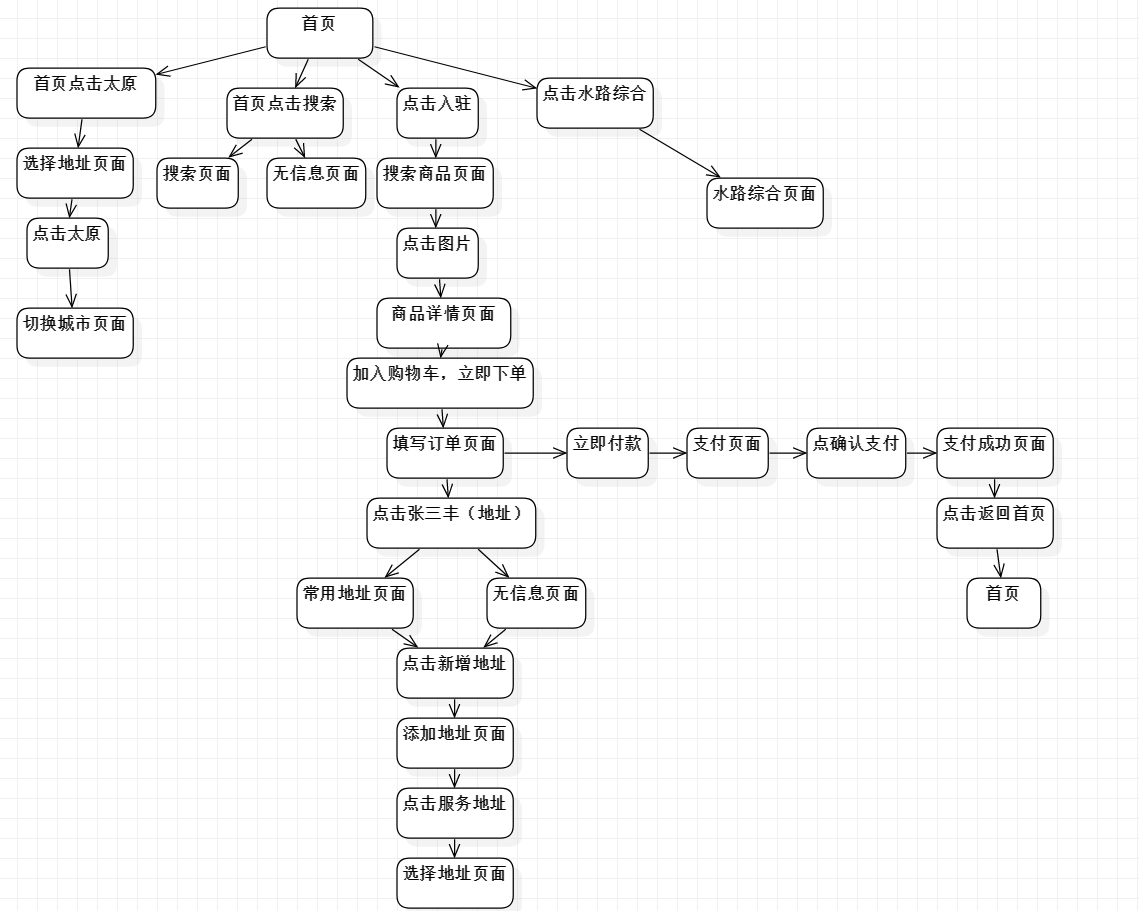 首页
首页点击太原
首页点击搜索
点击入驻
点击水路综合
选择地址页面
搜索页面
无信息页面
搜索商品页面
水路综合页面
点击太原
点击图片
切换城市页面
商品详情页面
加入购物车，立即下单
填写订单页面
立即付款
支付页面
点确认支付
支付成功页面
点击张三丰（地址）
点击返回首页
常用地址页面
无信息页面
首页
点击新增地址
添加地址页面
点击服务地址
选择地址页面